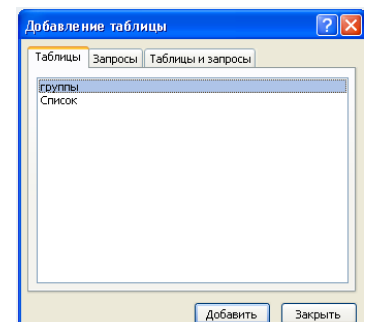 Добавление таблицы
Таблицы Запросы Таблицы и запросы
группы
Список
Добавить Закрыть